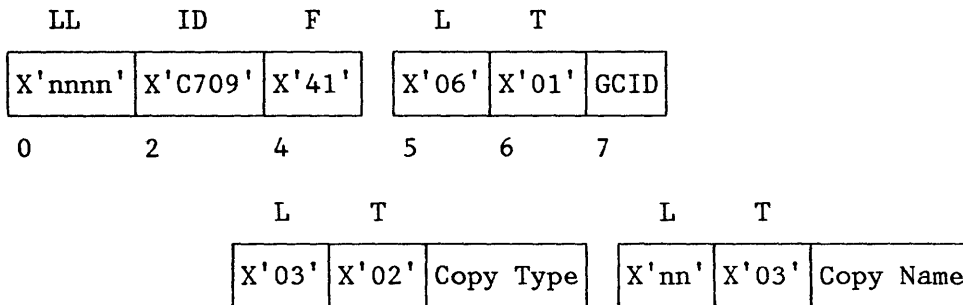 LL ID F L T
X'nnnn' X'C709' X'41' X'06' X'01' GCID
0 2 4 5 6 7
L T L T
X'03' X'02' Copy Type X'nn' X'03' Copy Name